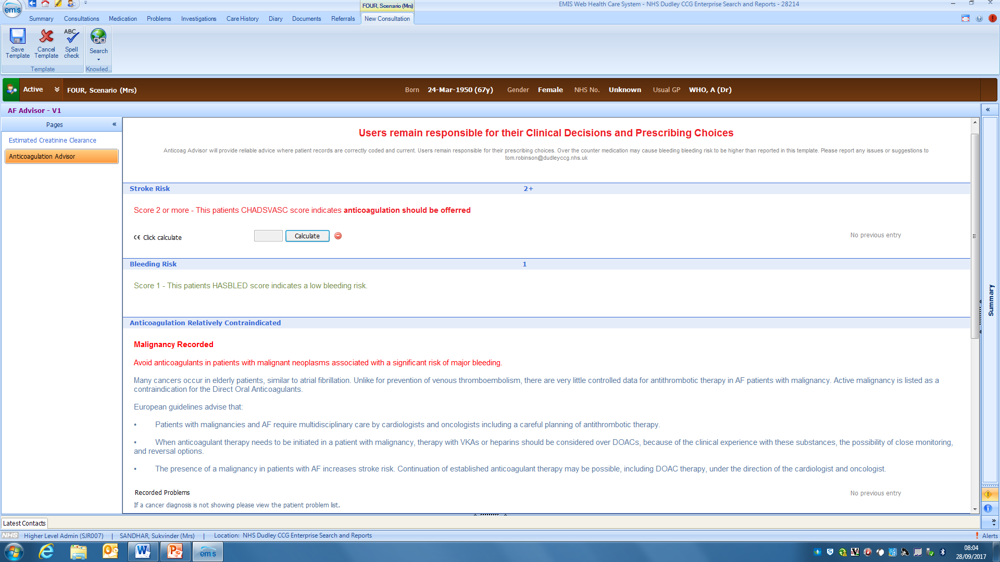 FOUR, Scenario (Mrs)
EMIS Web Health Care System - NHS Dudley CCG Enterprise Search and Reports - 28214
emis
Summary Consultations Medication Problems Investigations Care History Diary Documents Referrals New Consultation
Save Template
Cancel Template
ABC
Spell check
Search
Template
Knowled...
Active FOUR, Scenario (Mrs) Born 24-Mar-1950 (67y) Gender Female NHS No. Unknown Usual GP WHO, A (Dr)
AF Advisor - V1
Pages
Estimated Creatinine Clearance
Anticoagulation Advisor
Users remain responsible for their Clinical Decisions and Prescribing Choices
Anticoag Advisor will provide reliable advice where patient records are correctly coded and current. Users remain responsible for their prescribing choices. Over the counter medication may cause bleeding bleeding risk to be higher than reported in this template. Please report any issues or suggestions to
tom.robinson@dudleyccg.nhs.uk
Stroke Risk 2+
Score 2 or more - This patients CHADSVASC score indicates anticoagulation should be offerred
CE Click calculate Calculate No previous entry
Bleeding Risk 1
Score 1 - This patients HASBLED score indicates a low bleeding risk.
Anticoagulation Relatively Contraindicated
Malignancy Recorded
Avoid anticoagulants in patients with malignant neoplasms associated with a significant risk of major bleeding.
Many cancers occur in elderly patients, similar to atrial fibrillation. Unlike for prevention of venous thromboembolism, there are very little controlled data for antithrombotic therapy in AF patients with malignancy. Active malignancy is listed as a
contraindication for the Direct Oral Anticoagulants.
European guidelines advise that:
• Patients with malignancies and AF require multidisciplinary care by cardiologists and oncologists including a careful planning of antithrombotic therapy.
• When anticoagulant therapy needs to be initiated in a patient with malignancy, therapy with VKAs or heparins should be considered over DOACs, because of the clinical experience with these substances, the possibility of close monitoring,
and reversal options.
• The presence of a malignancy in patients with AF increases stroke risk. Continuation of established anticoagulant therapy may be possible, including DOAC therapy, under the direction of the cardiologist and oncologist.
Recorded Problems No previous entry
If a cancer diagnosis is not showing please view the patient problem list.
Summary
Latest Contacts
NHS Higher Level Admin (SJR007) | SANDHAR, Sukvinder (Mrs) | Location: NHS Dudley CCG Enterprise Search and Reports
Alerts
emis
08:04
28/09/2017